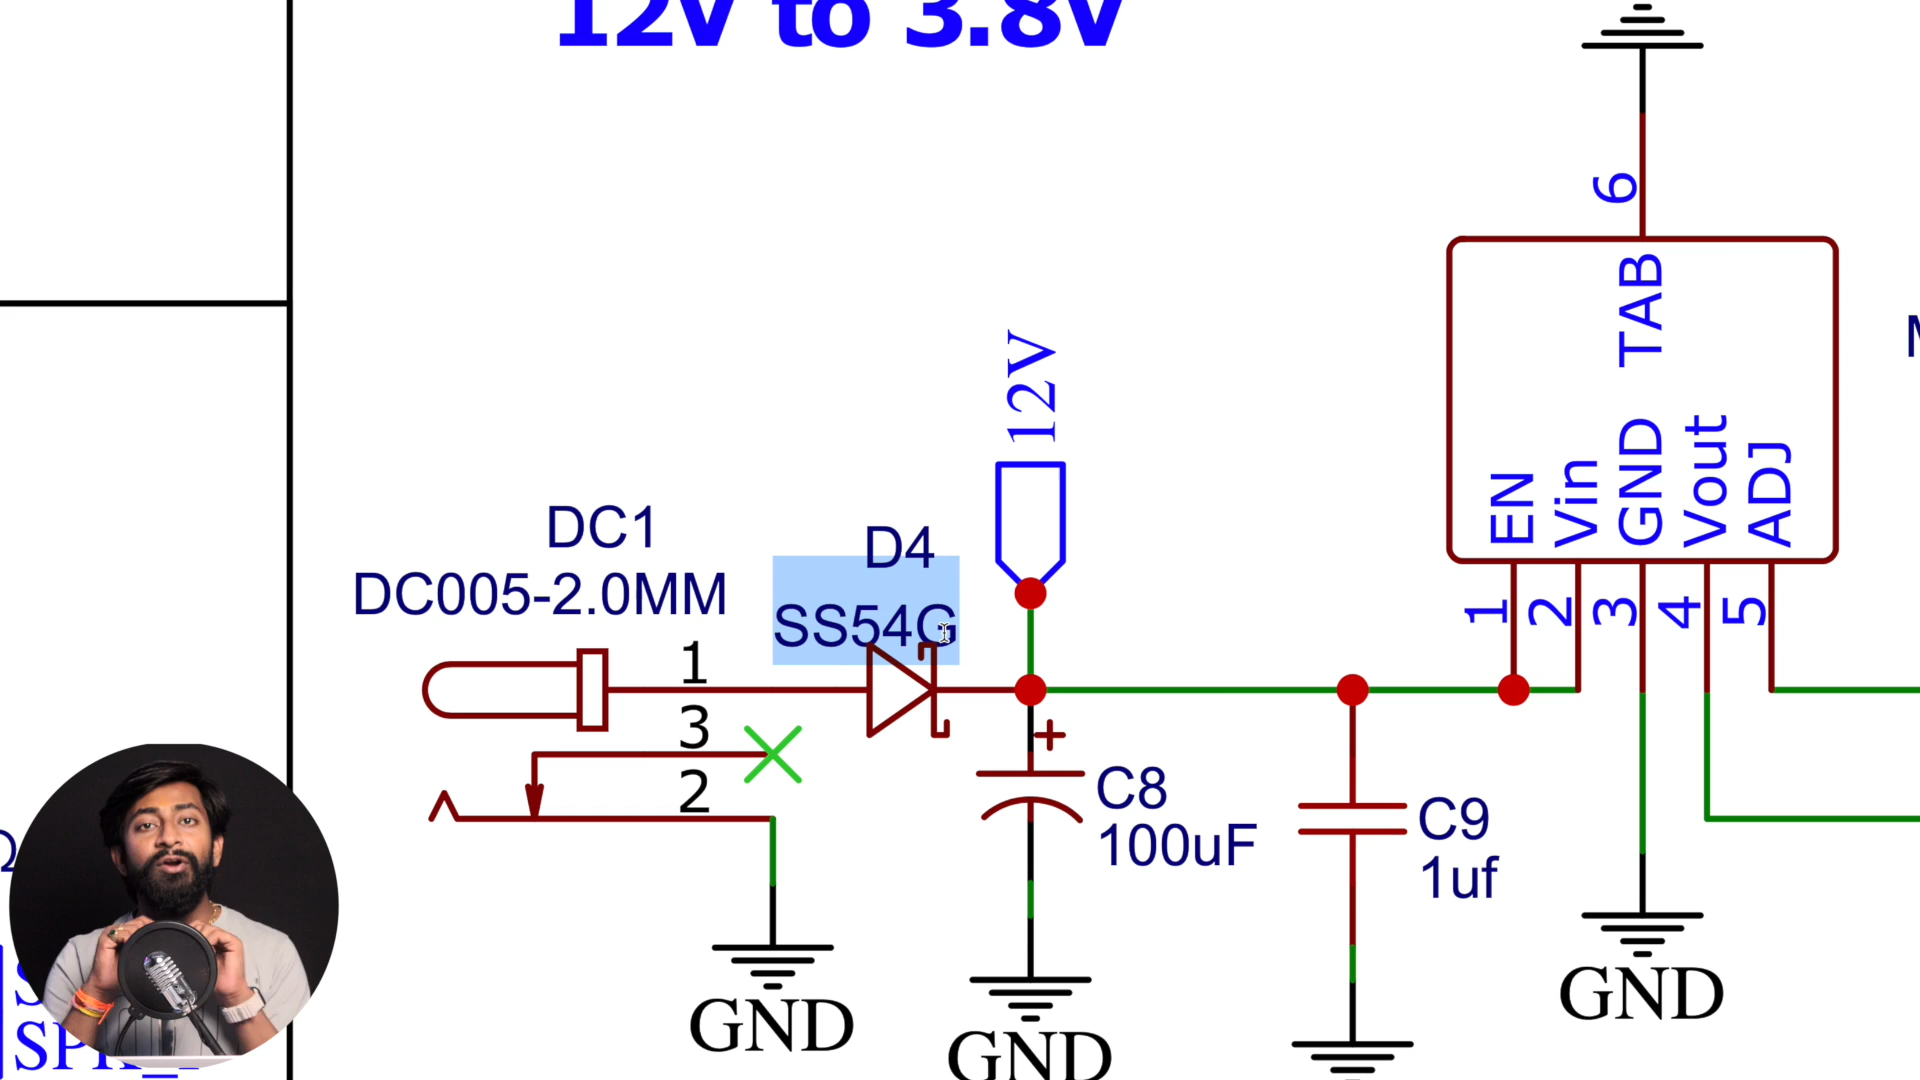 12V to 3.8V
6
TAB
EN
Vin
GND
Vout
ADJ
1
2
3
4
5
12V
DC1
DC005-2.0MM
D4
SS54G
1
3
2
+
C8
100uF
C9
1uf
GND
GND
GND
Ω